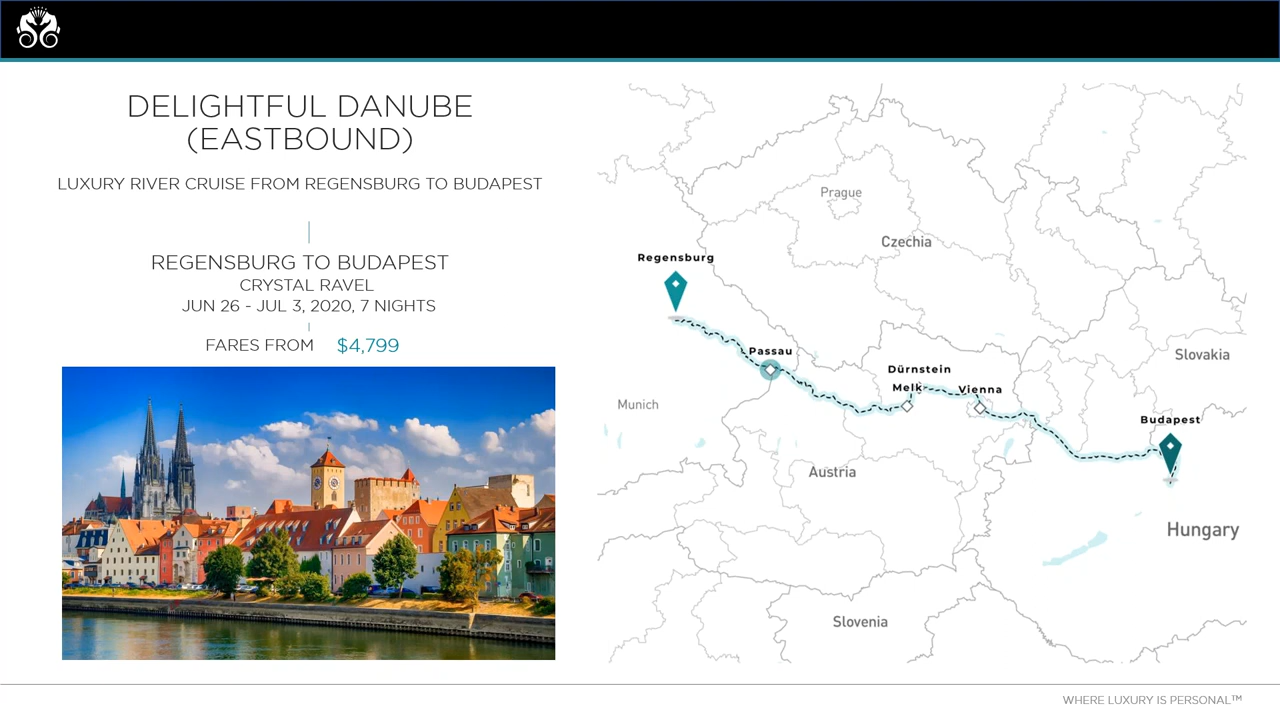 DELIGHTFUL DANUBE
(EASTBOUND)
LUXURY RIVER CRUISE FROM REGENSBURG TO BUDAPEST
REGENSBURG TO BUDAPEST
CRYSTAL RAVEL
JUN 26 - JUL 3, 2020, 7 NIGHTS
FARES FROM $4,799
Prague
Czechia
Regensburg
Passau
Dürnstein
Melk
Vienna
Slovakia
Munich
Budapest
Austria
Hungary
Slovenia
WHERE LUXURY IS PERSONAL™